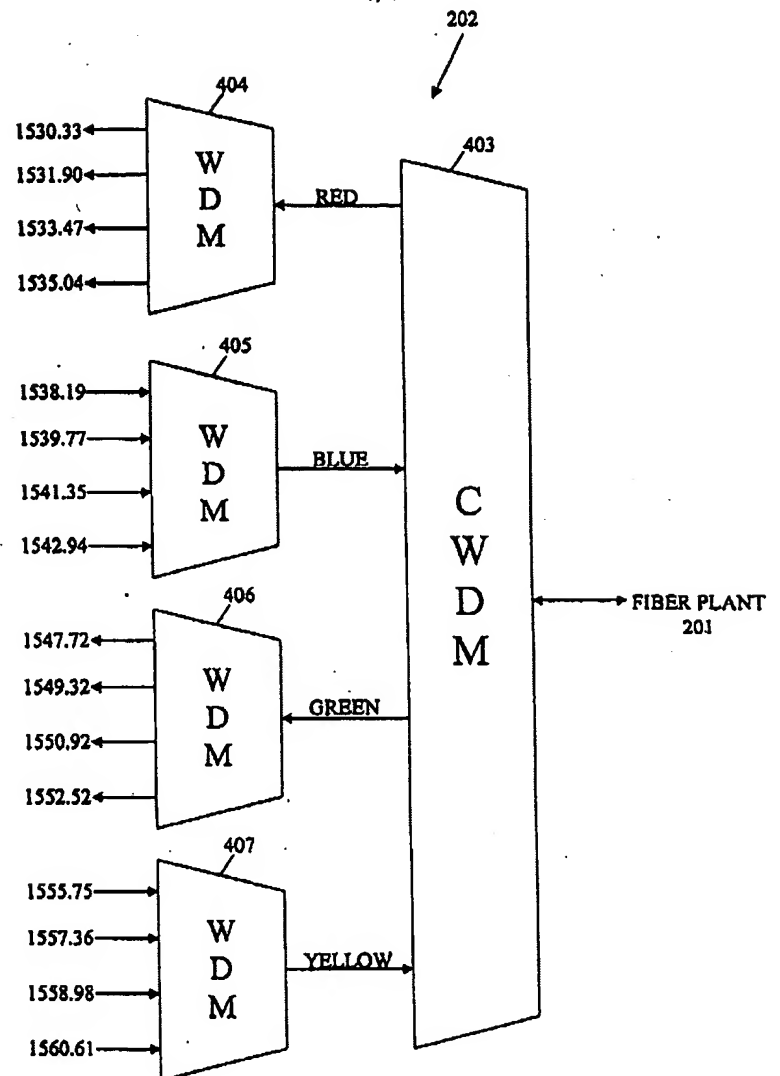 202
404
1530.33
1531.90
1533.47
1535.04
W
D
M
RED
403
405
1538.19
1539.77
1541.35
1542.94
W
D
M
BLUE
C
W
D
M
FIBER PLANT
201
406
1547.72
1549.32
1550.92
1552.52
W
D
M
GREEN
407
1555.75
1557.36
1558.98
1560.61
W
D
M
YELLOW